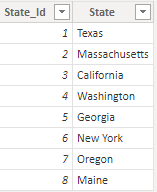 State_Id State
1 Texas
2 Massachusetts
3 California
4 Washington
5 Georgia
6 New York
7 Oregon
8 Maine